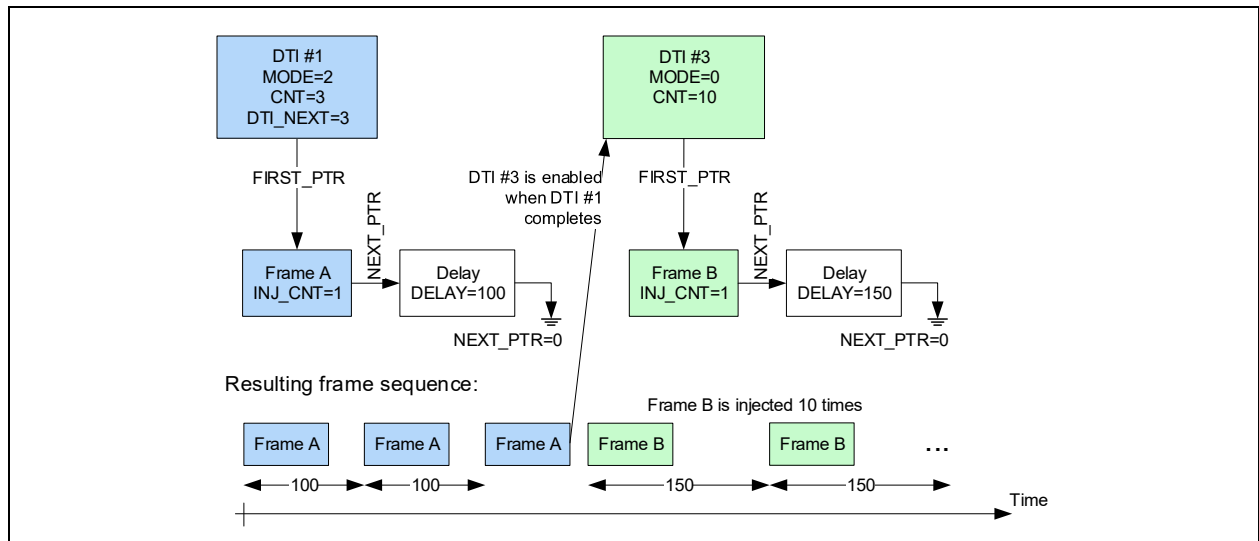 DTI #1
MODE=2
CNT=3
DTI_NEXT=3
DTI #3
MODE=0
CNT=10
FIRST_PTR
DTI #3 is enabled
when DTI #1
completes
FIRST_PTR
NEXT_PTR
NEXT_PTR
Frame A
INJ_CNT=1
Delay
DELAY=100
Frame B
INJ_CNT=1
Delay
DELAY=150
NEXT_PTR=0
NEXT_PTR=0
Resulting frame sequence:
Frame B is injected 10 times
Frame A
Frame A
Frame A
Frame B
Frame B
...
100
100
150
150
Time